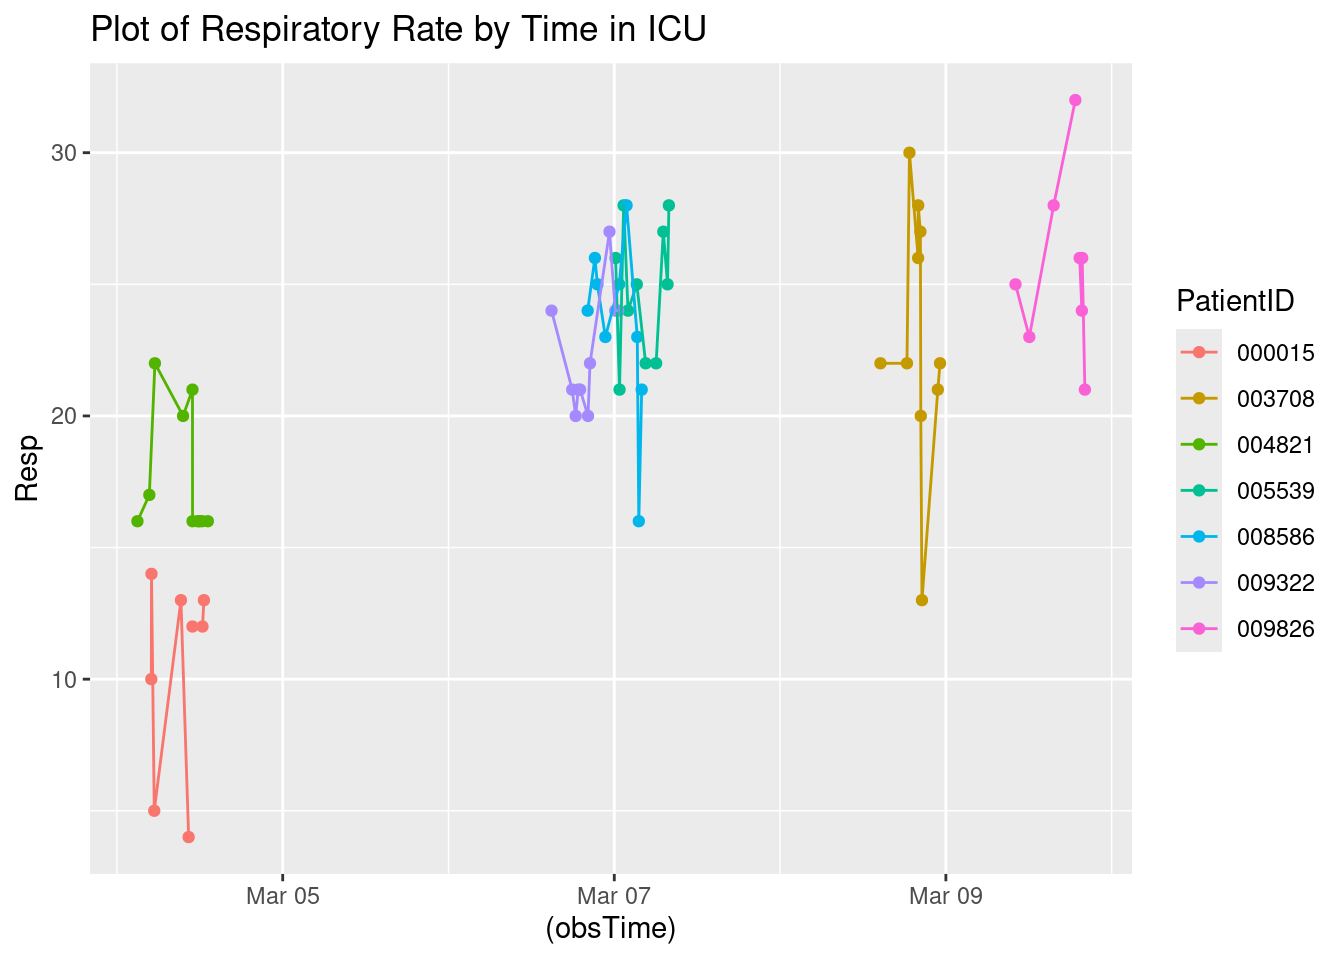 Plot of Respiratory Rate by Time in ICU
30
20
10
Resp
Mar 05
Mar 07
Mar 09
(obsTime)
PatientID
000015
003708
004821
005539
008586
009322
009826